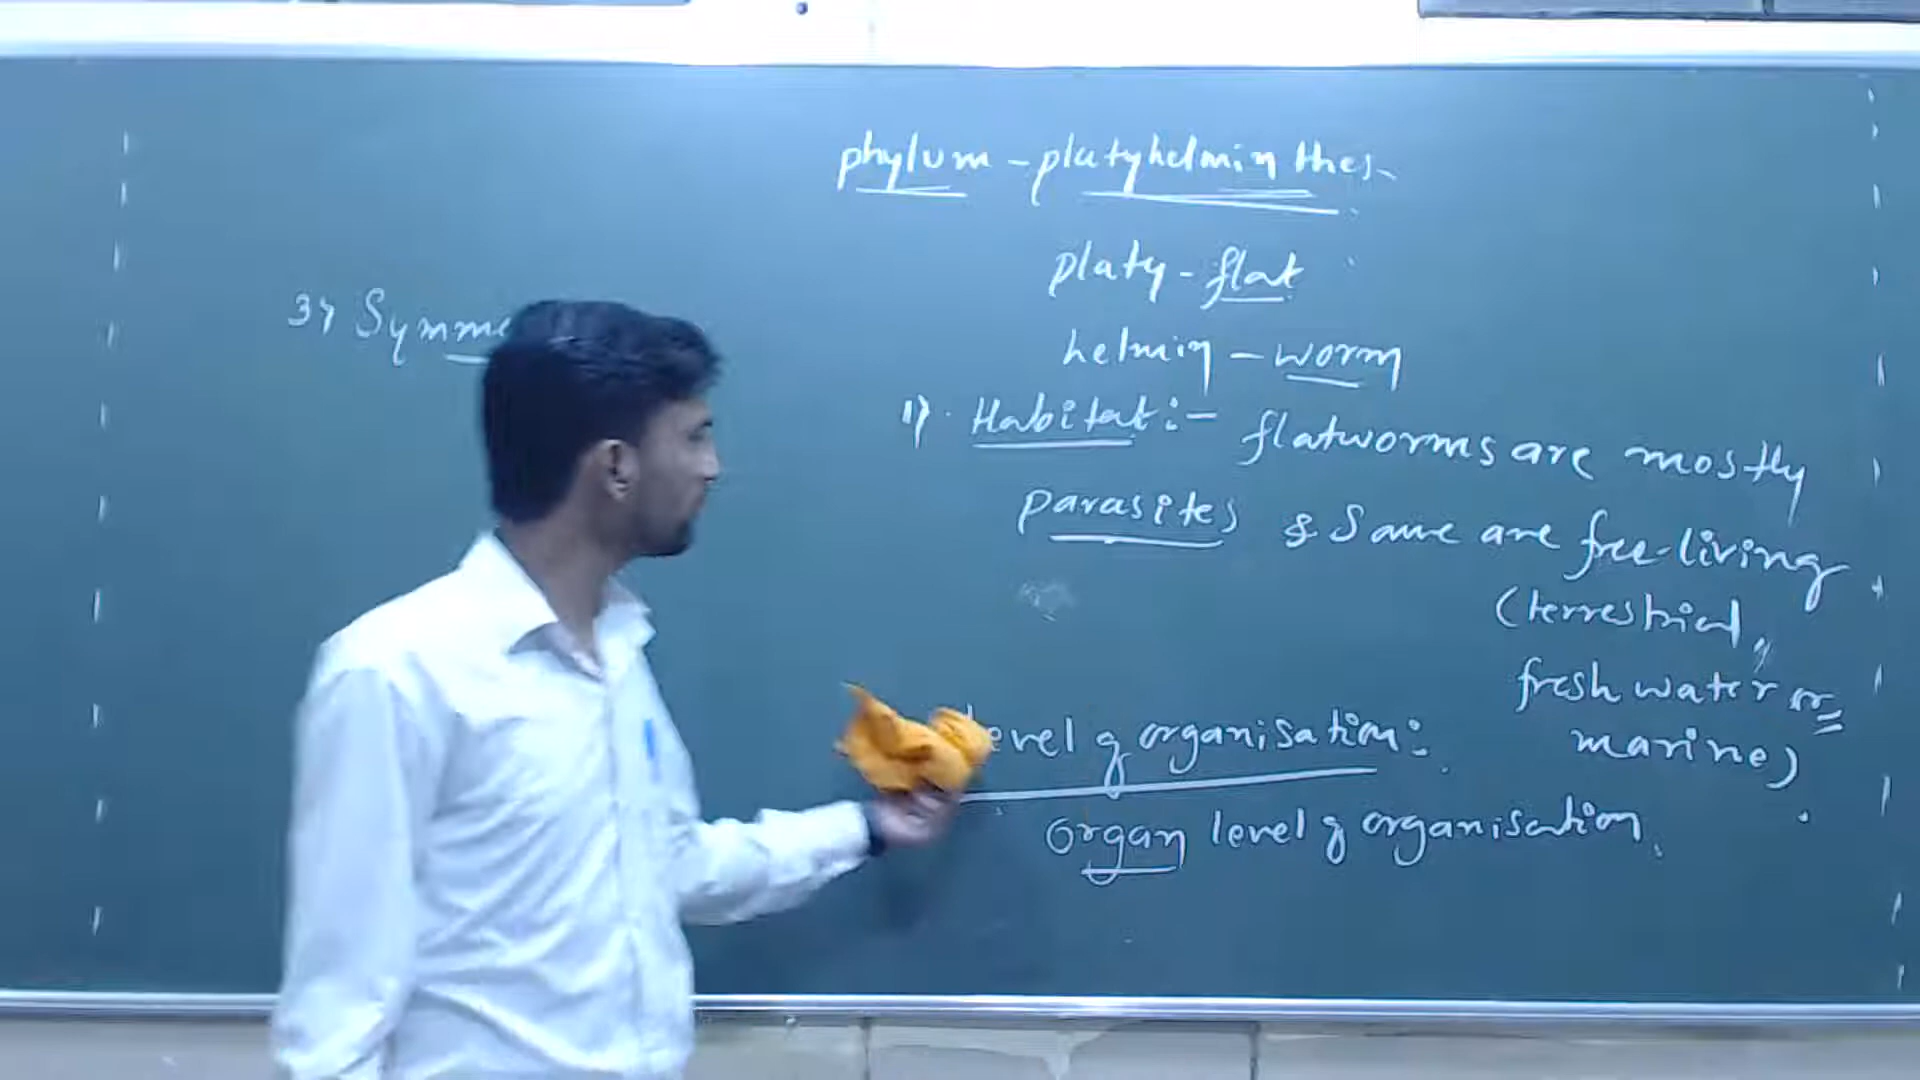 phylum - platyhelminthes
platy - flat
helmin - worm
1) Habitat :- flatworms are mostly
parasites & Some are free-living
(terrestrial,
fresh water or
marine)
level of organisation:
organ level of organisation.
3) Symme